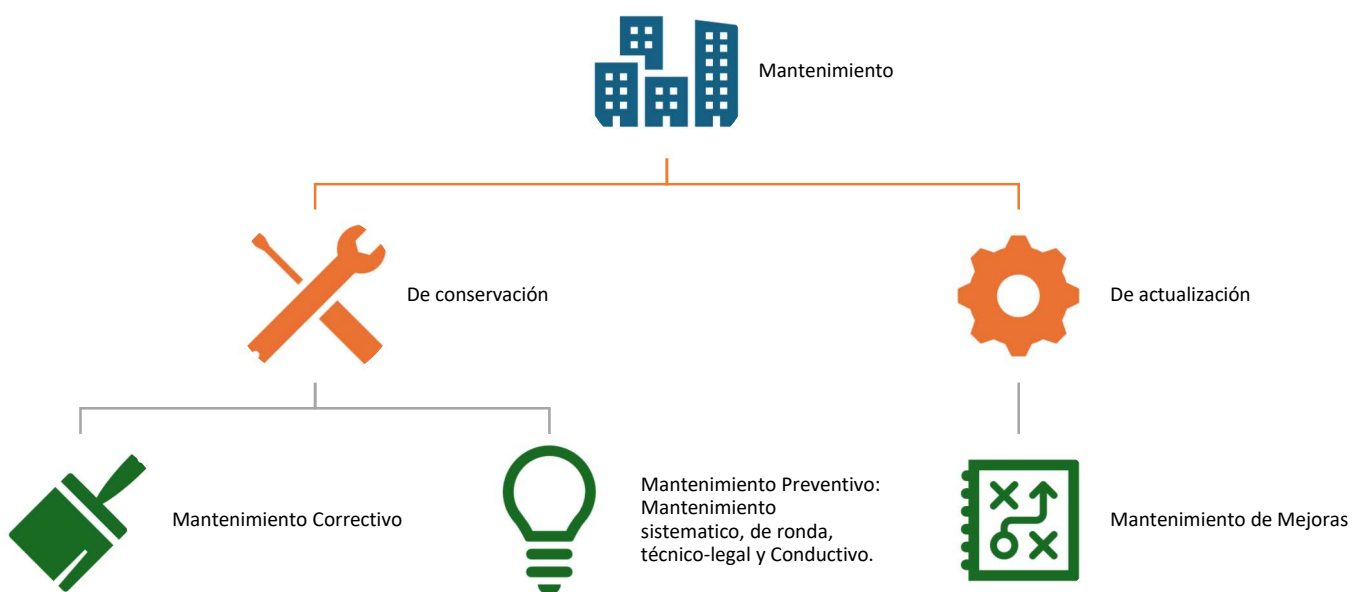 Mantenimiento
De conservación
De actualización
Mantenimiento Correctivo
Mantenimiento Preventivo:
Mantenimiento
sistematico, de ronda,
técnico-legal y Conductivo.
Mantenimiento de Mejoras